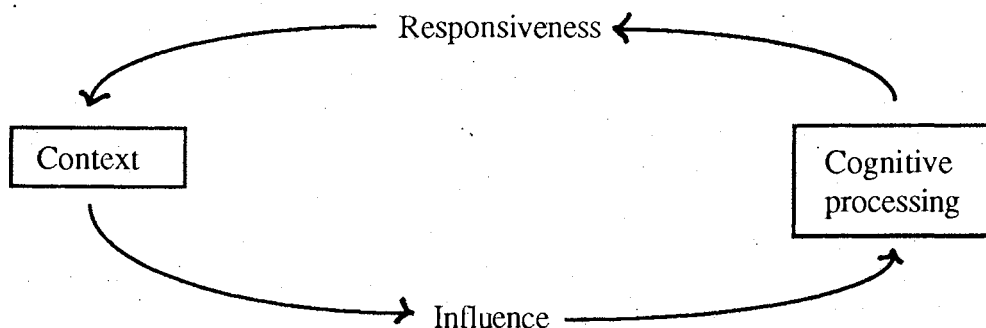 Responsiveness
Context
Cognitive
processing
Influence